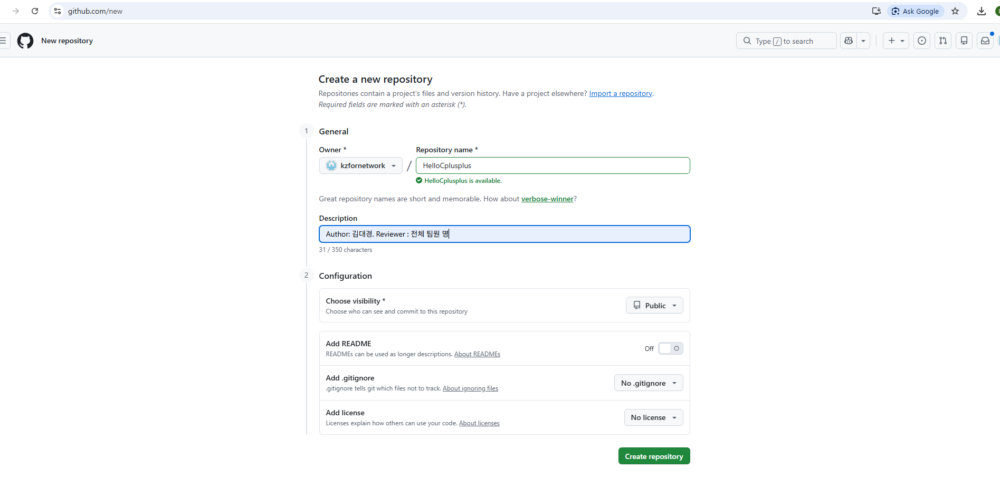 github.com/new
Ask Google
New repository
Type / to search
Create a new repository
Repositories contain a project's files and version history. Have a project elsewhere? Import a repository.
Required fields are marked with an asterisk (*).
1 General
Owner * Repository name *
kzfornetwork / HelloCplusplus
HelloCplusplus is available.
Great repository names are short and memorable. How about verbose-winner?
Description
Author: 김대경, Reviewer : 전체 팀원 명
31 / 350 characters
2 Configuration
Choose visibility *
Choose who can see and commit to this repository
Public
Add README
READMEs can be used as longer descriptions. About READMEs
Off
Add .gitignore
.gitignore tells git which files not to track. About ignoring files
No .gitignore
Add license
Licenses explain how others can use your code. About licenses
No license
Create repository